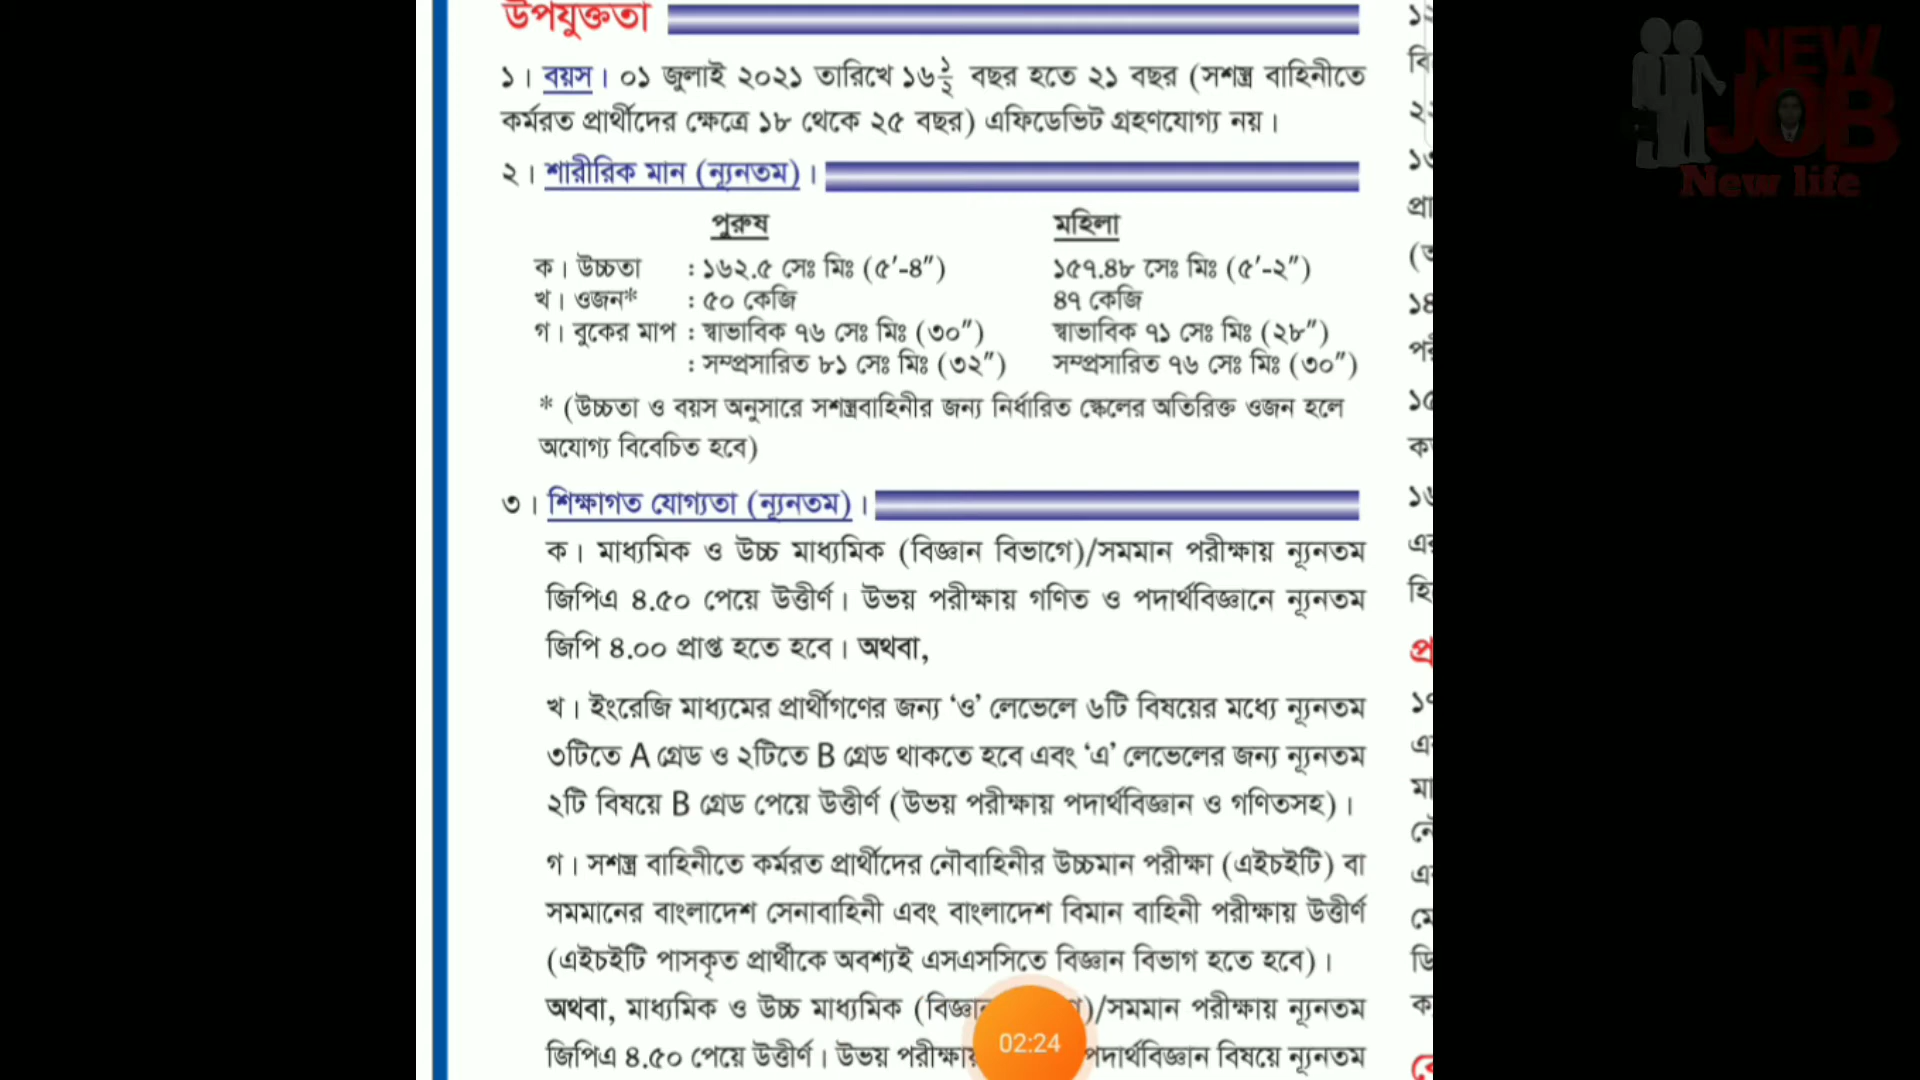 উপযুক্ততা
১। বয়স। ০১ জুলাই ২০২১ তারিখে ১৬ ১/২ বছর হতে ২১ বছর (সশস্ত্র বাহিনীতে
কর্মরত প্রার্থীদের ক্ষেত্রে ১৮ থেকে ২৫ বছর) এফিডেভিট গ্রহণযোগ্য নয়।
২। শারীরিক মান (ন্যূনতম)।
পুরুষ মহিলা
ক। উচ্চতা : ১৬২.৫ সেঃ মিঃ (৫′-৪″) ১৫৭.৪৮ সেঃ মিঃ (৫′-২″)
খ। ওজন* : ৫০ কেজি ৪৭ কেজি
গ। বুকের মাপ : স্বাভাবিক ৭৬ সেঃ মিঃ (৩০″) স্বাভাবিক ৭১ সেঃ মিঃ (২৮″)
: সম্প্রসারিত ৮১ সেঃ মিঃ (৩২″) সম্প্রসারিত ৭৬ সেঃ মিঃ (৩০″)
* (উচ্চতা ও বয়স অনুসারে সশস্ত্রবাহিনীর জন্য নির্ধারিত স্কেলের অতিরিক্ত ওজন হলে
অযোগ্য বিবেচিত হবে)
৩। শিক্ষাগত যোগ্যতা (ন্যূনতম)।
ক। মাধ্যমিক ও উচ্চ মাধ্যমিক (বিজ্ঞান বিভাগে)/সমমান পরীক্ষায় ন্যূনতম
জিপিএ ৪.৫০ পেয়ে উত্তীর্ণ। উভয় পরীক্ষায় গণিত ও পদার্থবিজ্ঞানে ন্যূনতম
জিপি ৪.০০ প্রাপ্ত হতে হবে। অথবা,
খ। ইংরেজি মাধ্যমের প্রার্থীগণের জন্য ‘ও’ লেভেলে ৬টি বিষয়ের মধ্যে ন্যূনতম
৩টিতে A গ্রেড ও ২টিতে B গ্রেড থাকতে হবে এবং ‘এ’ লেভেলের জন্য ন্যূনতম
২টি বিষয়ে B গ্রেড পেয়ে উত্তীর্ণ (উভয় পরীক্ষায় পদার্থবিজ্ঞান ও গণিতসহ)।
গ। সশস্ত্র বাহিনীতে কর্মরত প্রার্থীদের নৌবাহিনীর উচ্চমান পরীক্ষা (এইচইটি) বা
সমমানের বাংলাদেশ সেনাবাহিনী এবং বাংলাদেশ বিমান বাহিনী পরীক্ষায় উত্তীর্ণ
(এইচইটি পাসকৃত প্রার্থীকে অবশ্যই এসএসসিতে বিজ্ঞান বিভাগ হতে হবে)।
অথবা, মাধ্যমিক ও উচ্চ মাধ্যমিক /সমমান পরীক্ষায় ন্যূনতম
জিপিএ ৪.৫০ পেয়ে উত্তীর্ণ। উভয় পদার্থবিজ্ঞান বিষয়ে ন্যূনতম
02:24
NEW
JOB
New life